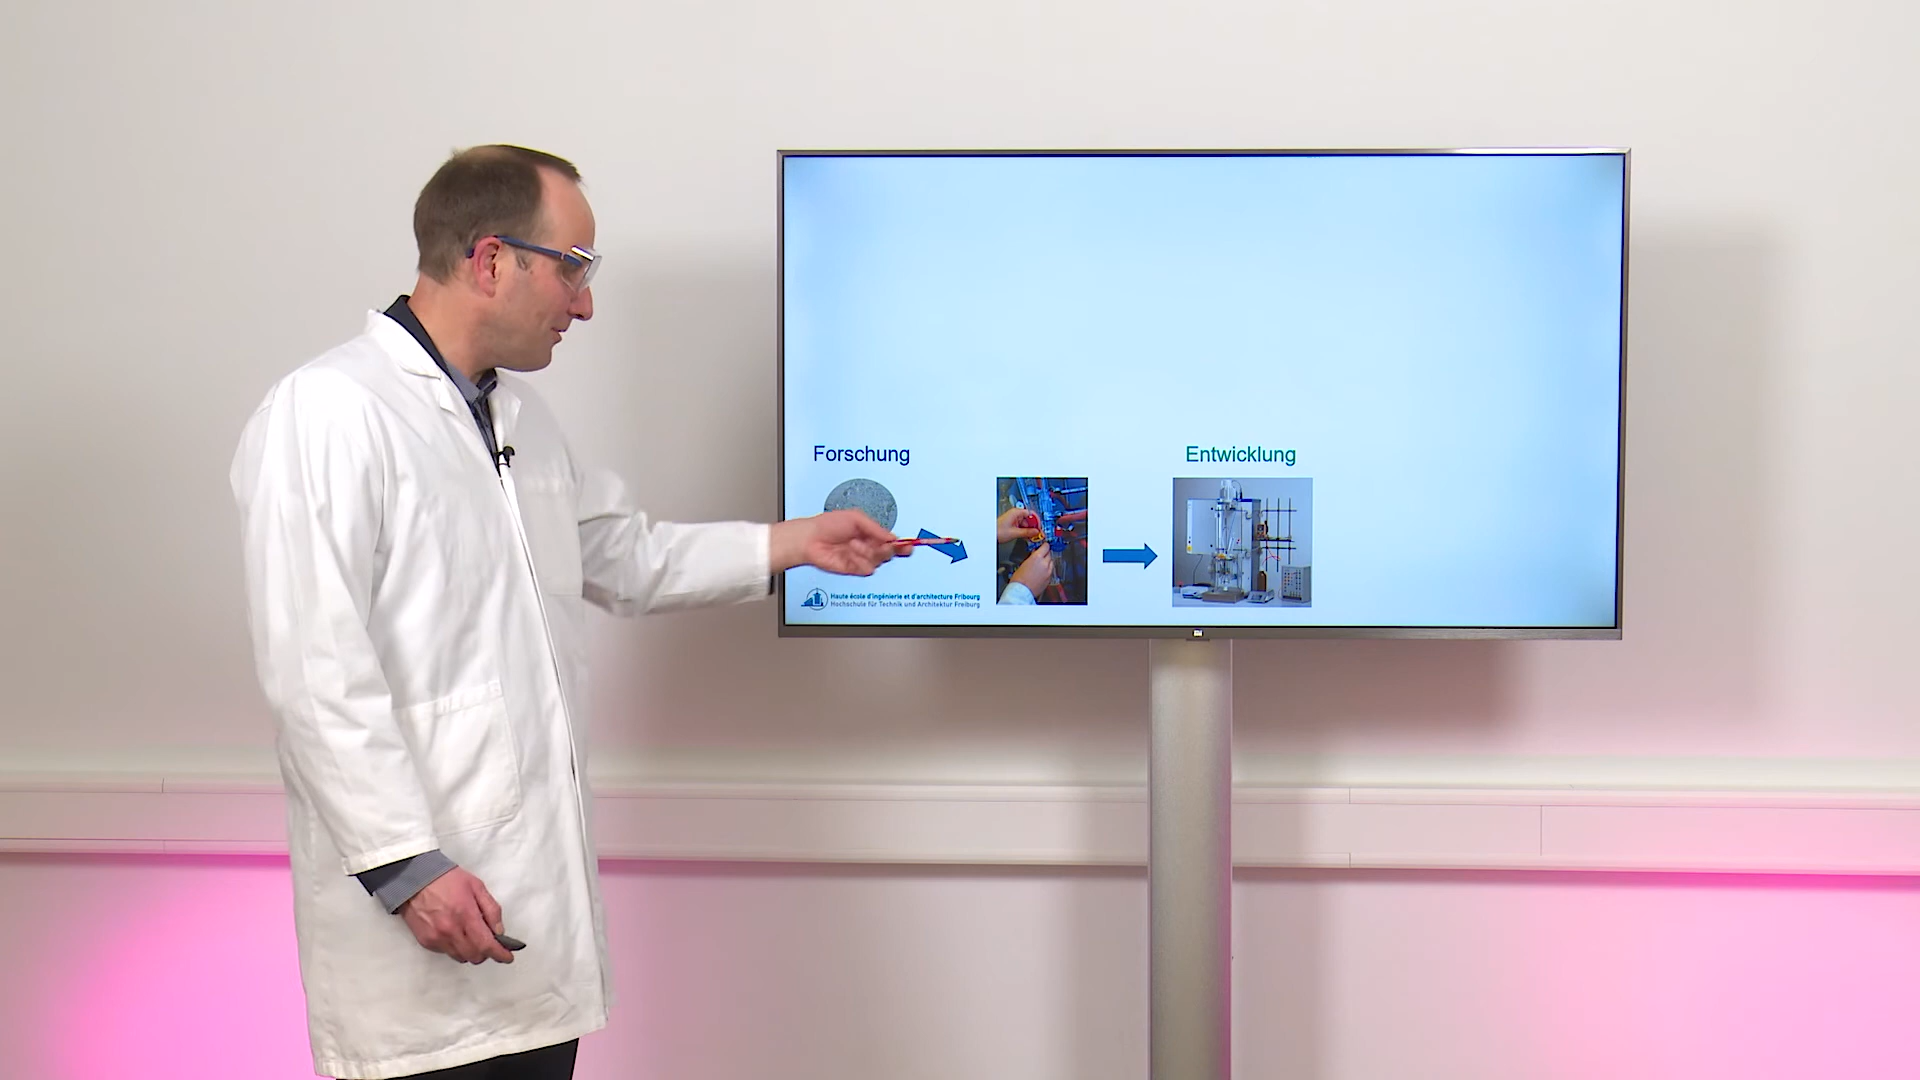 Forschung
Entwicklung
Haute école d'ingénierie et d'architecture Fribourg
Hochschule für Technik und Architektur Freiburg